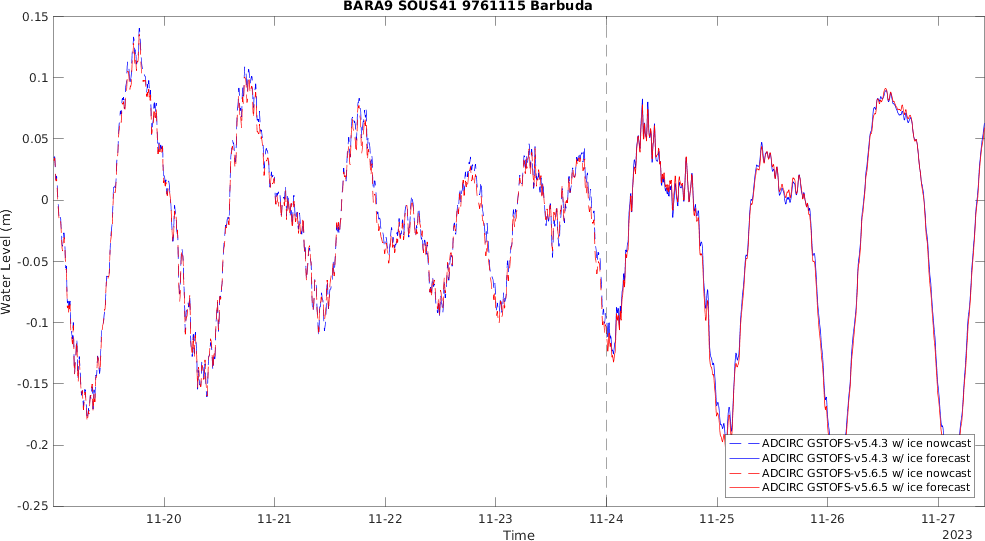 BARA9 SOUS41 9761115 Barbuda
0.15
0.1
0.05
0
-0.05
-0.1
-0.15
-0.2
-0.25
Water Level (m)
11-20
11-21
11-22
11-23
11-24
11-25
11-26
11-27
Time
2023
ADCIRC GSTOFS-v5.4.3 w/ ice nowcast
ADCIRC GSTOFS-v5.4.3 w/ ice forecast
ADCIRC GSTOFS-v5.6.5 w/ ice nowcast
ADCIRC GSTOFS-v5.6.5 w/ ice forecast